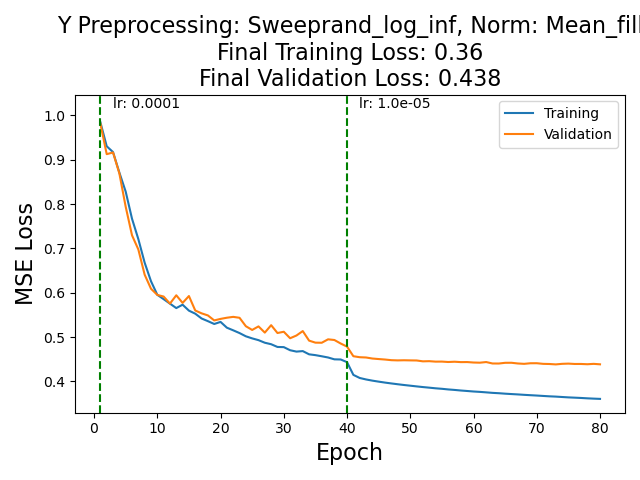 Y Preprocessing: Sweeprand_log_inf, Norm: Mean_fill
Final Training Loss: 0.36
Final Validation Loss: 0.438
lr: 0.0001
lr: 1.0e-05
Training
Validation
MSE Loss
1.0
0.9
0.8
0.7
0.6
0.5
0.4
0 10 20 30 40 50 60 70 80
Epoch